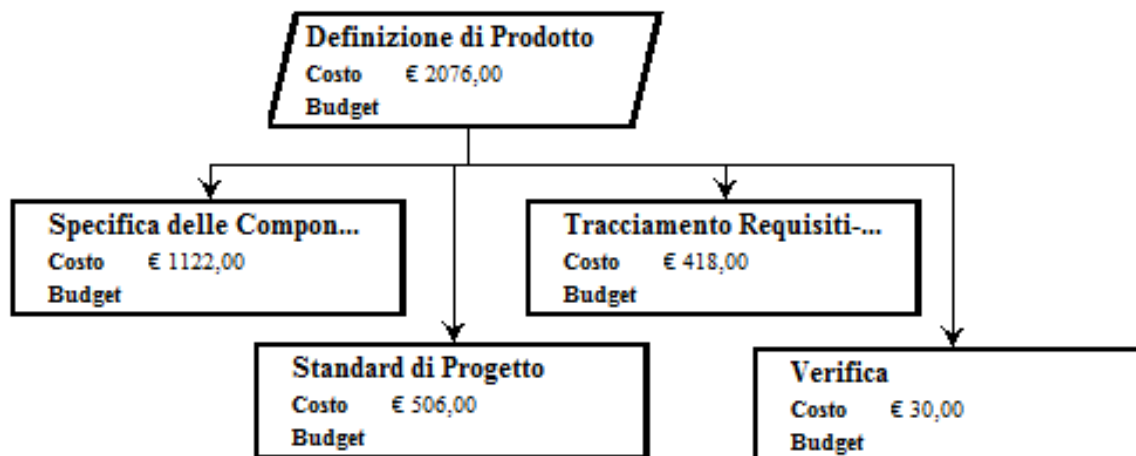 Definizione di Prodotto
Costo € 2076,00
Budget
Specifica delle Compon...
Costo € 1122,00
Budget
Tracciamento Requisiti-...
Costo € 418,00
Budget
Standard di Progetto
Costo € 506,00
Budget
Verifica
Costo € 30,00
Budget